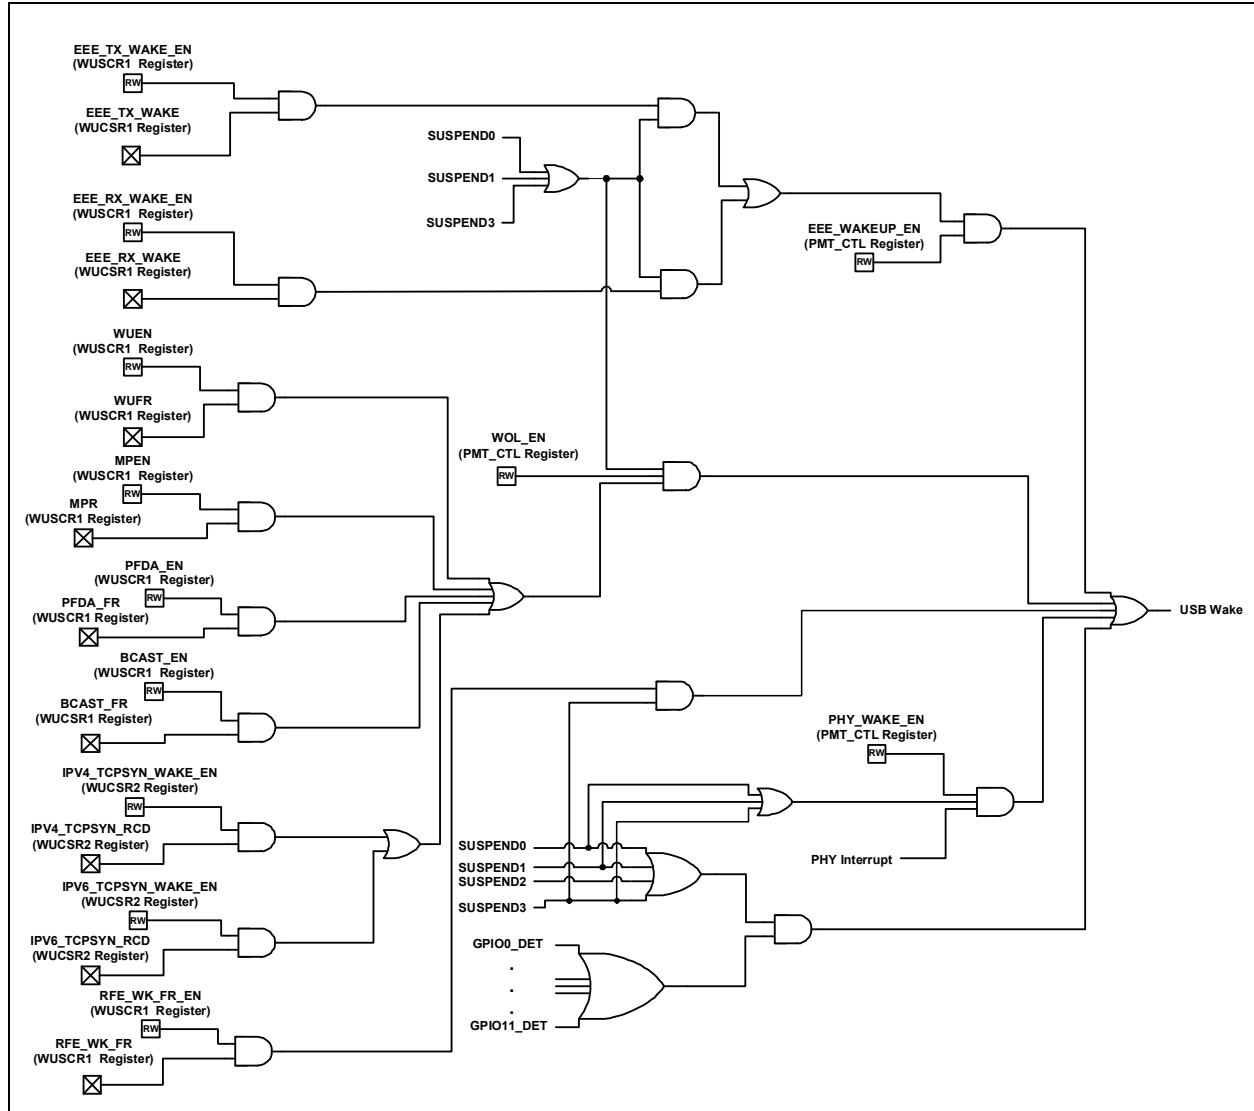 EEE_TX_WAKE_EN
(WUSCR1 Register)
RW
EEE_TX_WAKE
(WUCSR1 Register)
SUSPEND0
SUSPEND1
SUSPEND3
EEE_RX_WAKE_EN
(WUCSR1 Register)
RW
EEE_RX_WAKE
(WUCSR1 Register)
EEE_WAKEUP_EN
(PMT_CTL Register)
RW
WUEN
(WUSCR1 Register)
RW
WUFR
(WUSCR1 Register)
WOL_EN
(PMT_CTL Register)
RW
MPEN
(WUSCR1 Register)
RW
MPR
(WUSCR1 Register)
PFDA_EN
(WUSCR1 Register)
RW
PFDA_FR
(WUSCR1 Register)
USB Wake
BCAST_EN
(WUSCR1 Register)
RW
BCAST_FR
(WUCSR1 Register)
PHY_WAKE_EN
(PMT_CTL Register)
RW
IPV4_TCPSYN_WAKE_EN
(WUCSR2 Register)
RW
IPV4_TCPSYN_RCD
(WUCSR2 Register)
SUSPEND0
SUSPEND1
SUSPEND2
SUSPEND3
PHY Interrupt
IPV6_TCPSYN_WAKE_EN
(WUCSR2 Register)
RW
IPV6_TCPSYN_RCD
(WUCSR2 Register)
GPIO0_DET
.
.
.
GPIO11_DET
RFE_WK_FR_EN
(WUSCR1 Register)
RW
RFE_WK_FR
(WUSCR1 Register)